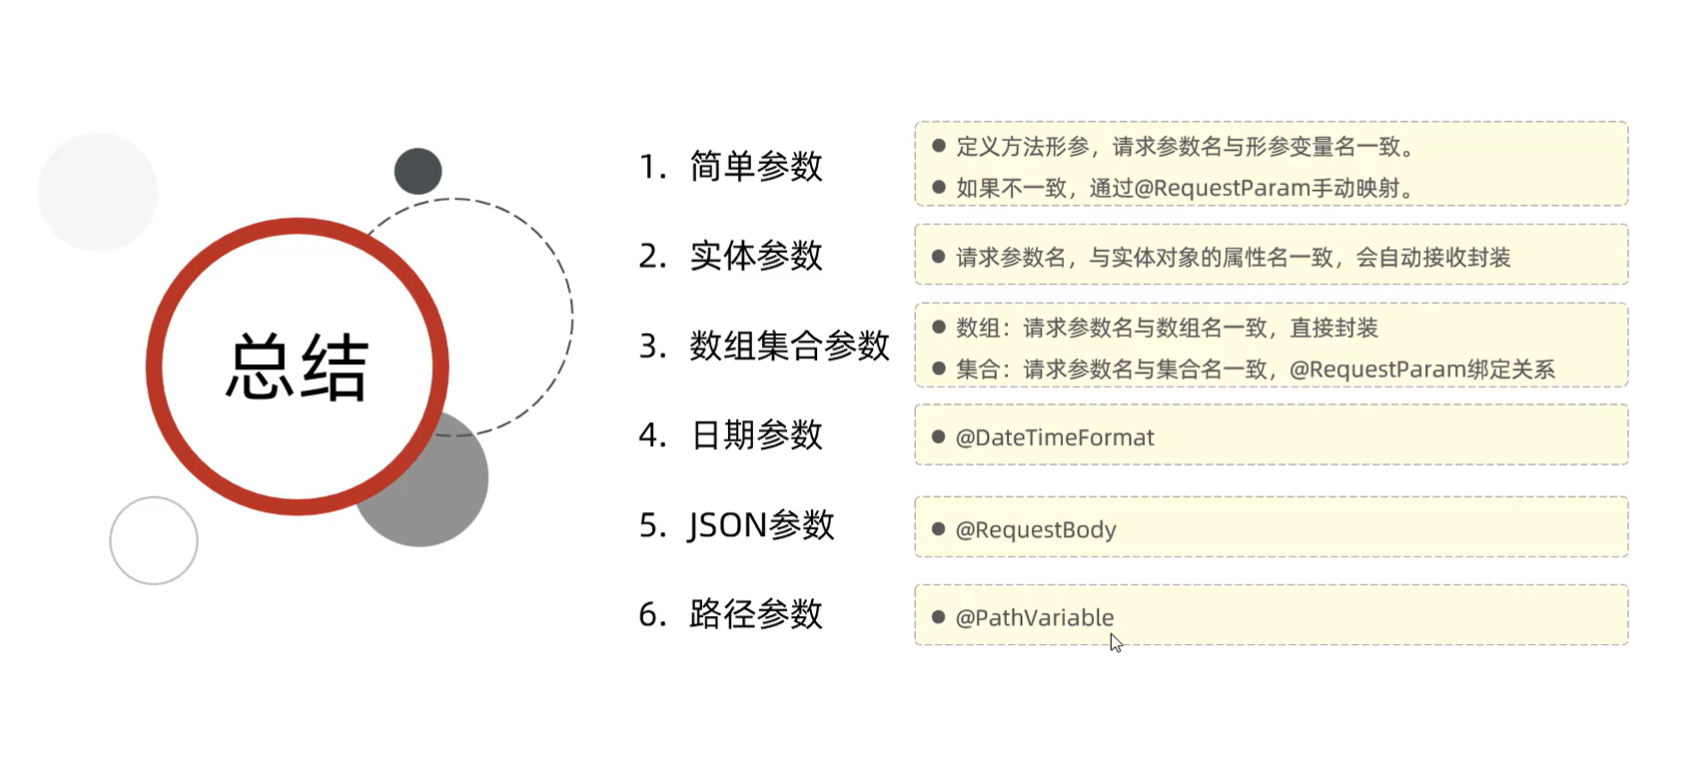 总结
1. 简单参数
● 定义方法形参，请求参数名与形参变量名一致。
● 如果不一致，通过@RequestParam手动映射。
2. 实体参数
● 请求参数名，与实体对象的属性名一致，会自动接收封装
3. 数组集合参数
● 数组：请求参数名与数组名一致，直接封装
● 集合：请求参数名与集合名一致，@RequestParam绑定关系
4. 日期参数
● @DateTimeFormat
5. JSON参数
● @RequestBody
6. 路径参数
● @PathVariable